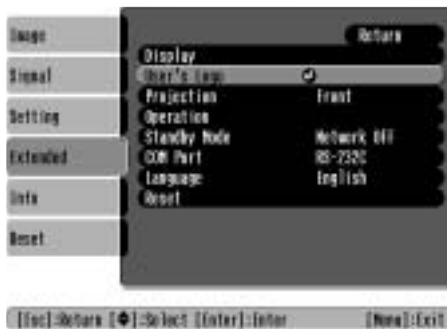 Image
Signal
Setting
Extended
Info
Reset
Return
Display
User's Logo
Projection Front
Operation
Standby Mode Network Off
COM Port RS-232C
Language English
Reset
[Esc]:Return [◆]:Select [Enter]:Enter [Menu]:Exit